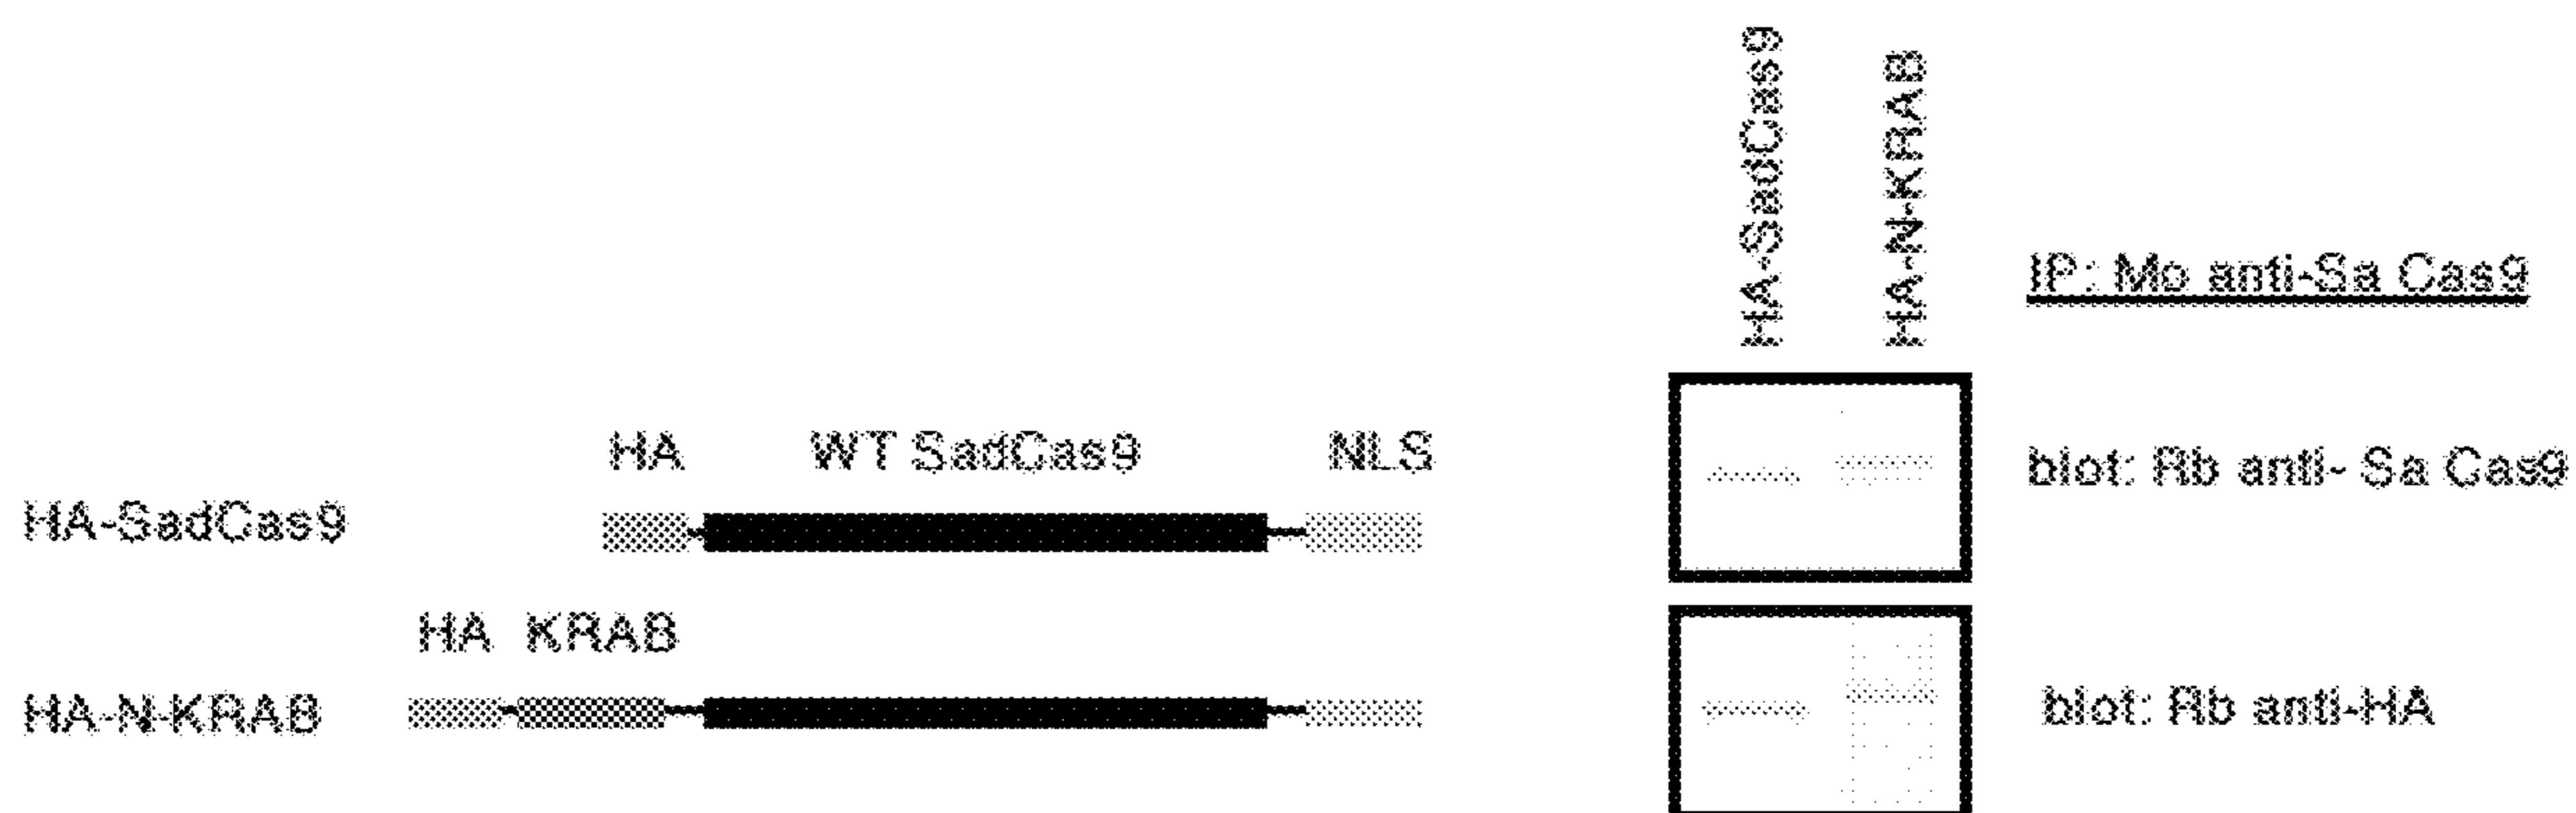 HA-SadCas9
HA-N-KRAB
IP: Mo anti-Sa Cas9
HA WT SadCas9 NLS
blot: Rb anti- Sa Cas9
HA-SadCas9
HA KRAB
HA-N-KRAB
blot: Rb anti-HA